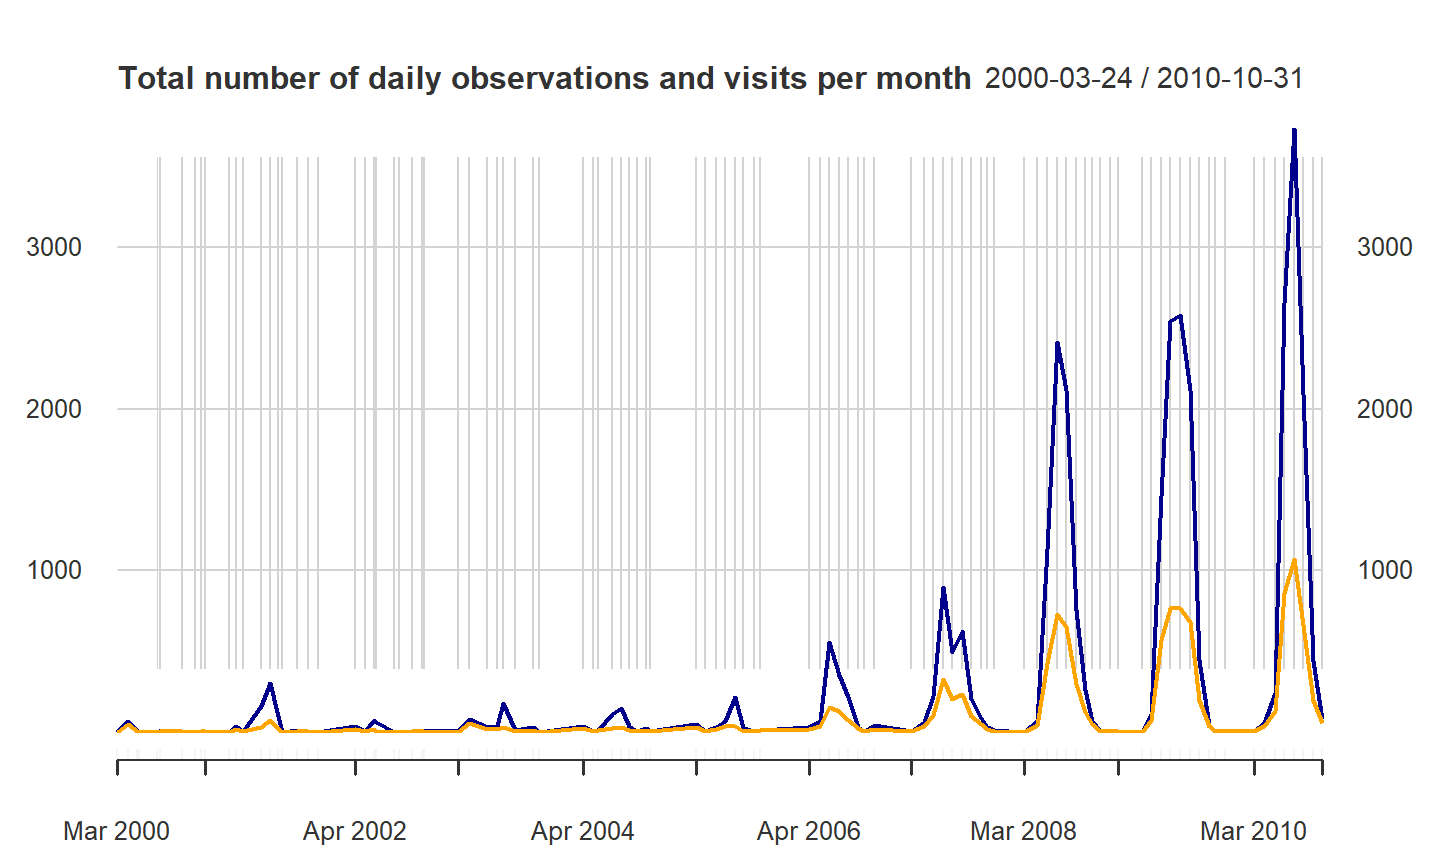 Total number of daily observations and visits per month 2000-03-24 / 2010-10-31
3000 3000
2000 2000
1000 1000
Mar 2000 Apr 2002 Apr 2004 Apr 2006 Mar 2008 Mar 2010